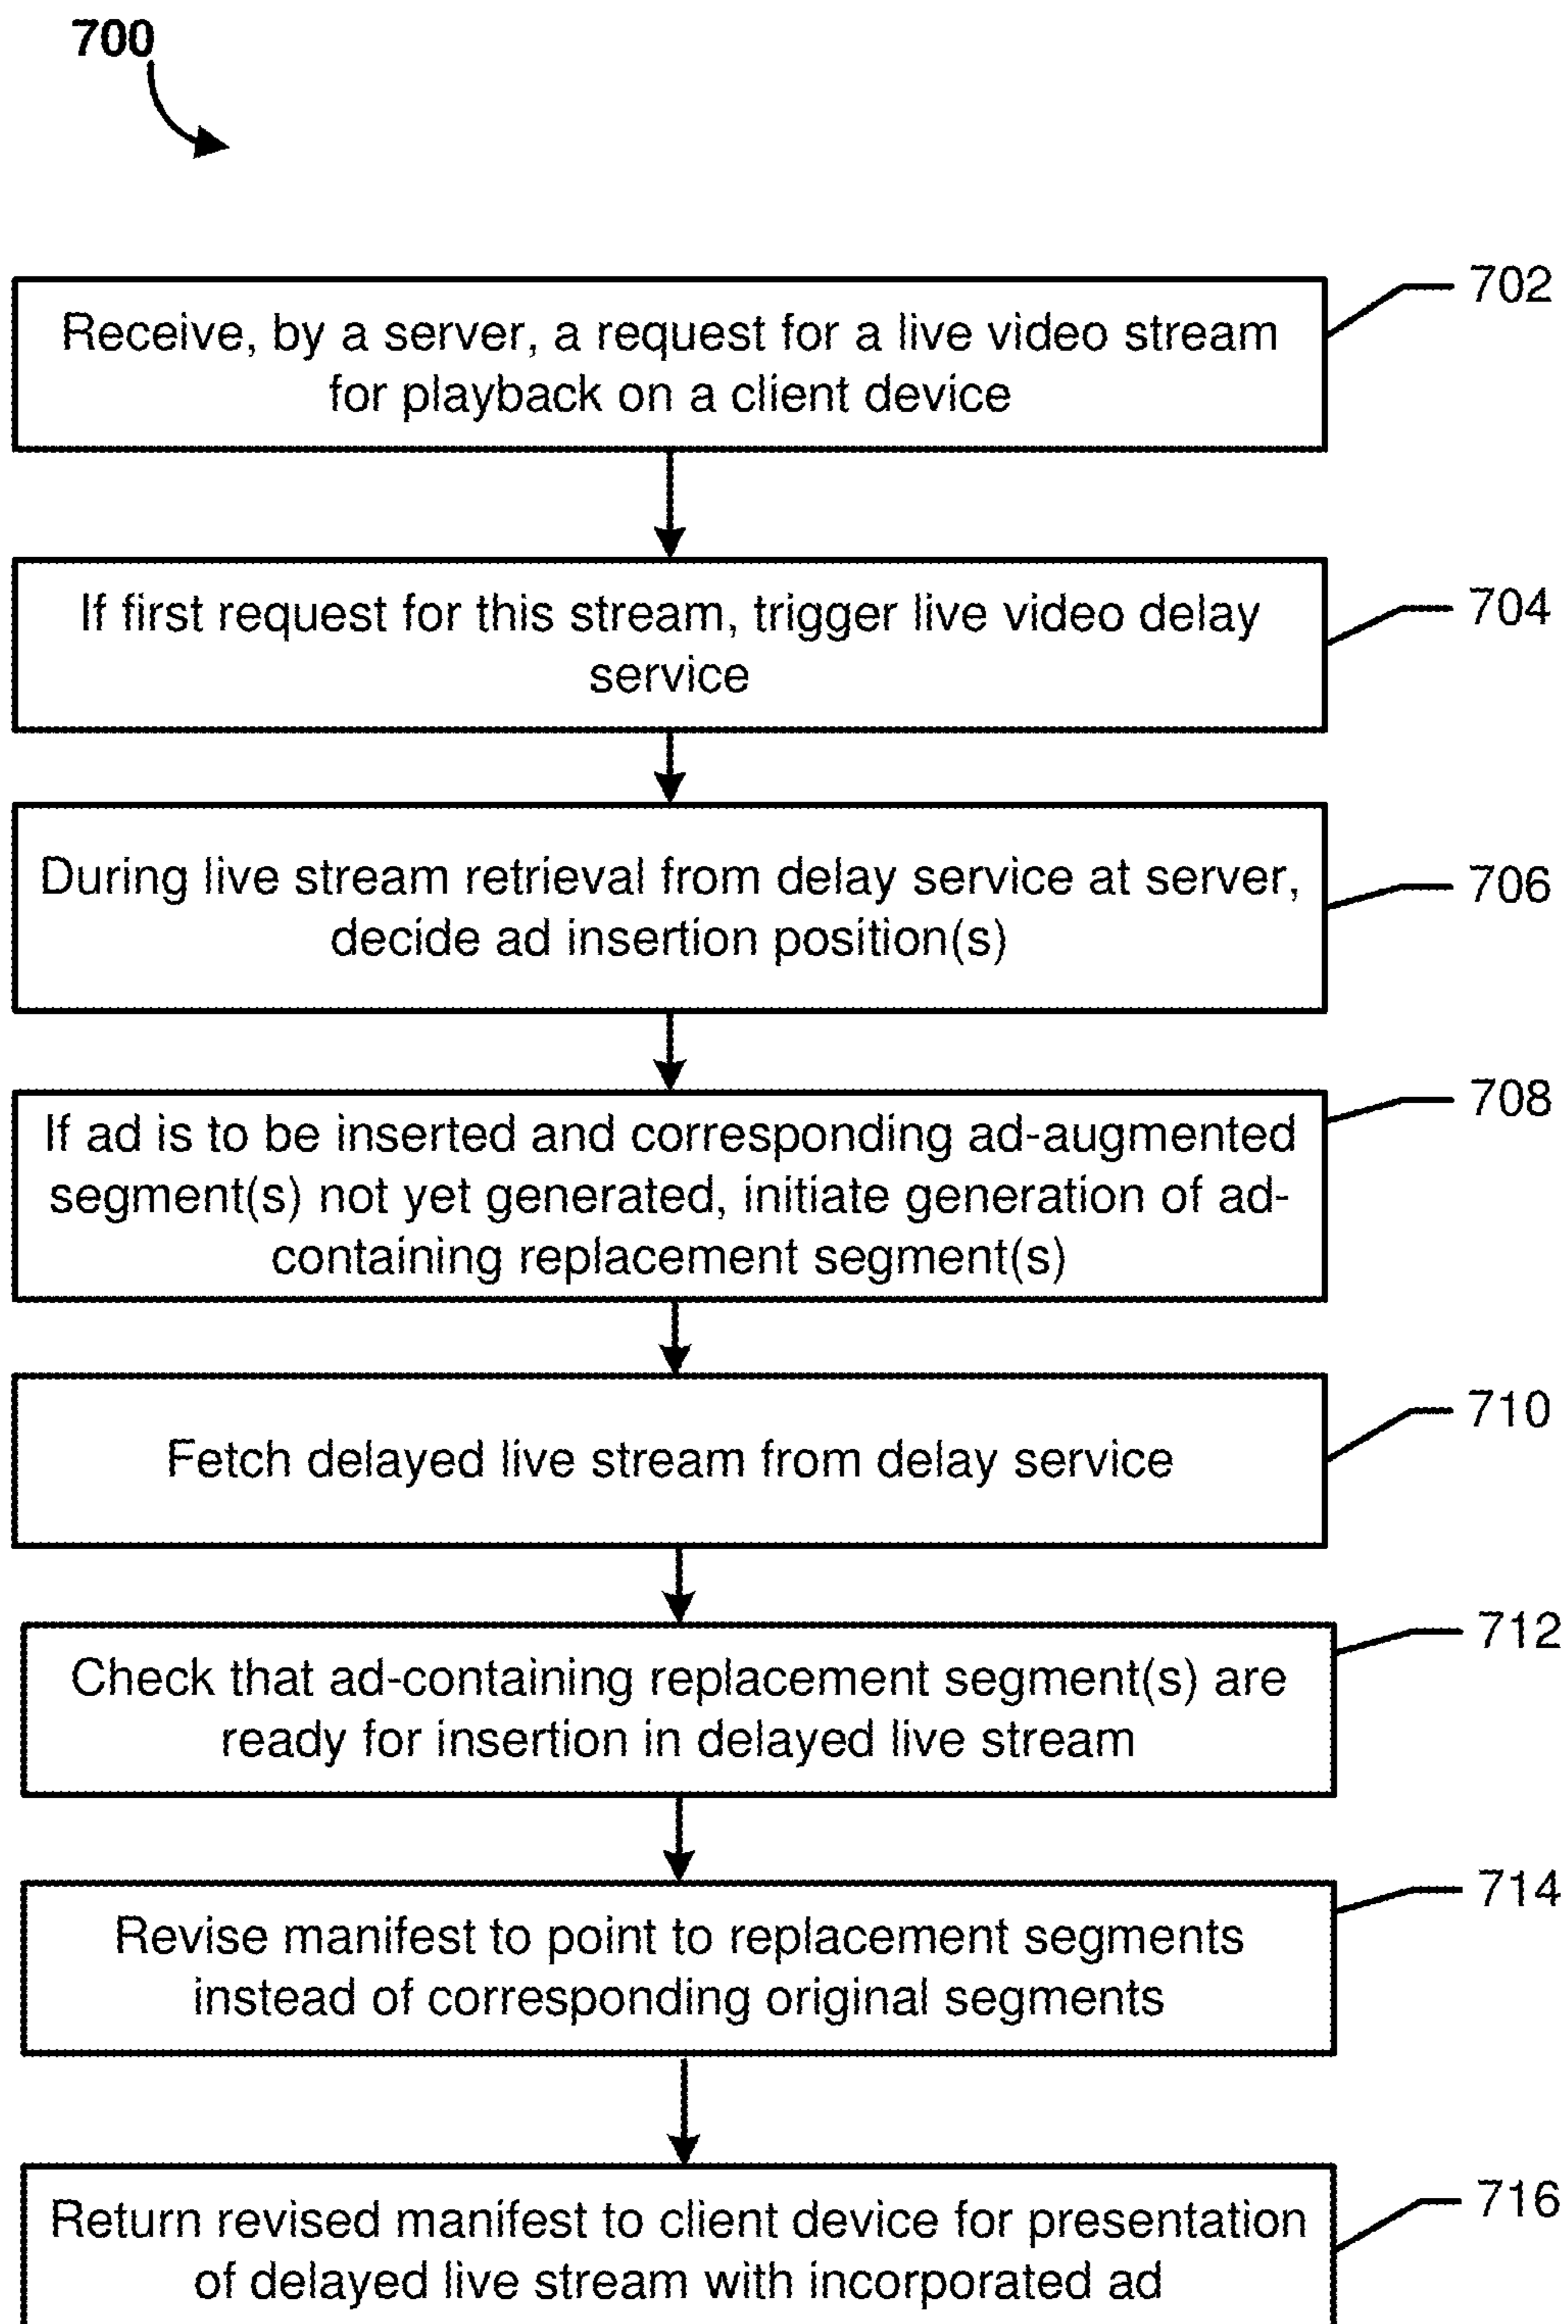 700
Receive, by a server, a request for a live video stream
for playback on a client device
702
If first request for this stream, trigger live video delay
service
704
During live stream retrieval from delay service at server,
decide ad insertion position(s)
706
If ad is to be inserted and corresponding ad-augmented
segment(s) not yet generated, initiate generation of ad-
containing replacement segment(s)
708
Fetch delayed live stream from delay service
710
Check that ad-containing replacement segment(s) are
ready for insertion in delayed live stream
712
Revise manifest to point to replacement segments
instead of corresponding original segments
714
Return revised manifest to client device for presentation
of delayed live stream with incorporated ad
716